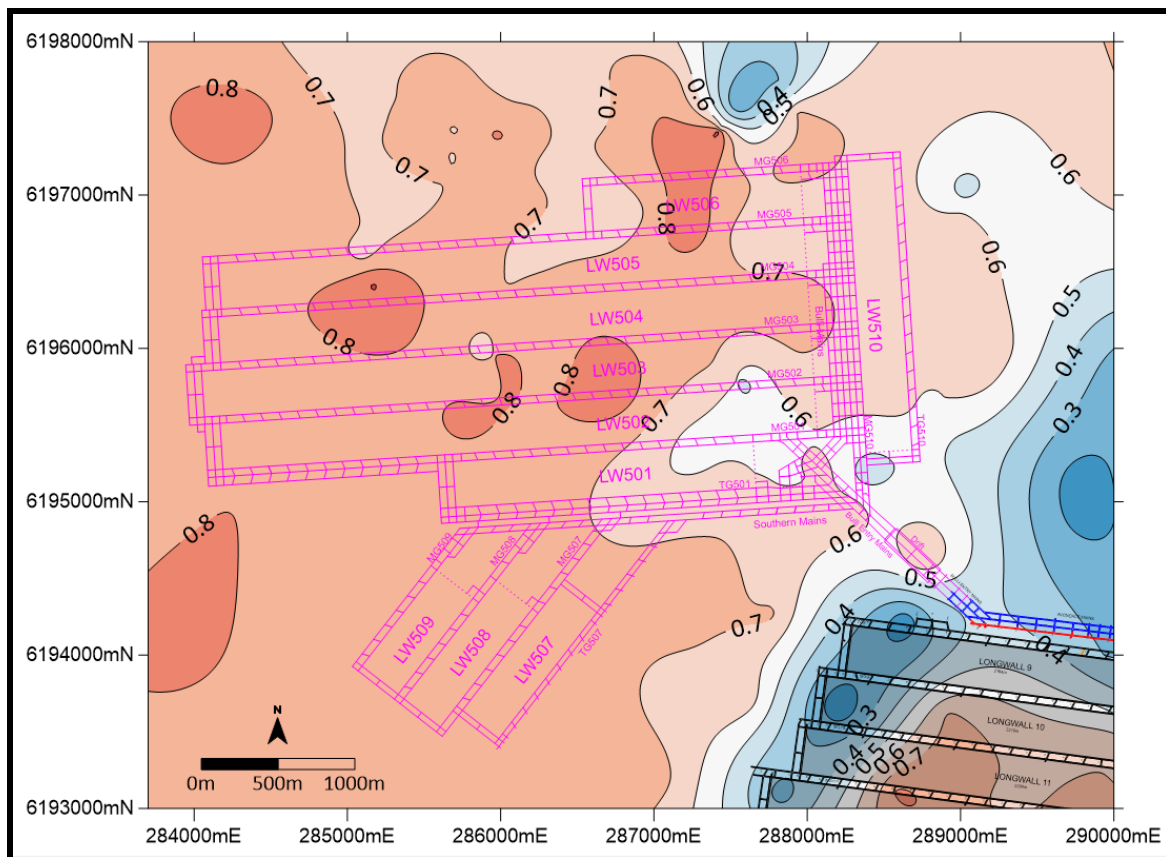 6198000mN
6197000mN
6196000mN
6195000mN
6194000mN
6193000mN
284000mE
285000mE
286000mE
287000mE
288000mE
289000mE
290000mE
0.8
0.7
0.7
0.6
0.4
0.5
0.7
0.6
MG506
LW506
MG505
0.8
0.7
0.6
LW505
MG504
0.7
0.5
LW504
MG503
LW510
0.8
0.4
LW503
0.8
MG502
0.8
0.6
0.7
0.3
LW502
MG501
MG510
TG510
LW501
TG501
0.8
Southern Mains
Bulli Entry Mains
0.6
MG509
MG508
MG507
0.5
0.4
0.7
LW509
LW508
LW507
TG507
0.4
LONGWALL 9
0.3
LONGWALL 10
0.4
0.5
0.6
0.7
LONGWALL 11
N
0m
500m
1000m